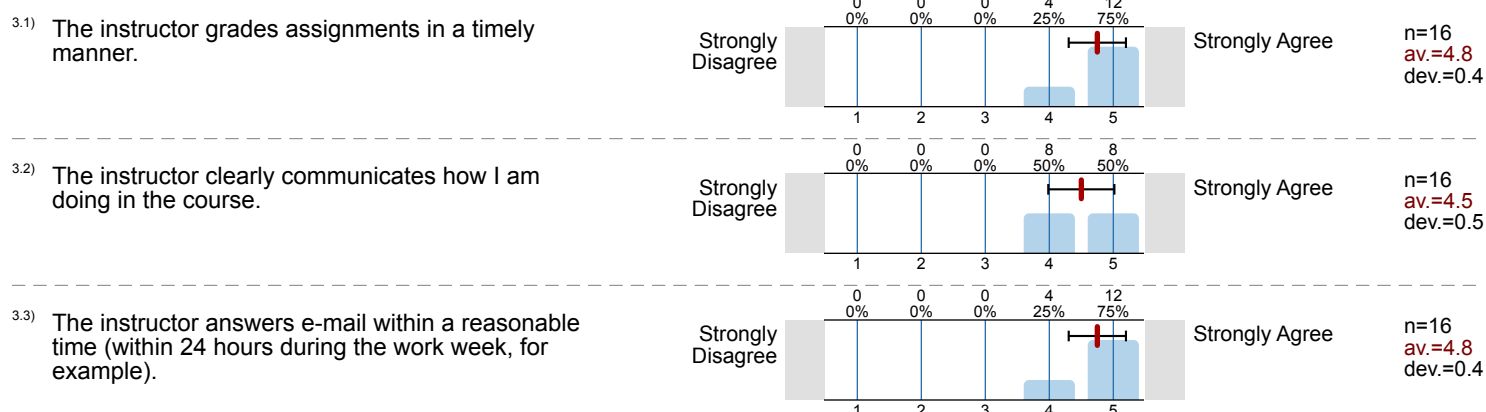 0 0 0 4 12
3.1) The instructor grades assignments in a timely
manner.
0% 0% 0% 25% 75%
Strongly
Disagree
Strongly Agree
n=16
av.=4.8
dev.=0.4
1 2 3 4 5
0 0 0 8 8
0% 0% 0% 50% 50%
3.2) The instructor clearly communicates how I am
doing in the course.
Strongly
Disagree
Strongly Agree
n=16
av.=4.5
dev.=0.5
1 2 3 4 5
0 0 0 4 12
0% 0% 0% 25% 75%
3.3) The instructor answers e-mail within a reasonable
time (within 24 hours during the work week, for
example).
Strongly
Disagree
Strongly Agree
n=16
av.=4.8
dev.=0.4
1 2 3 4 5